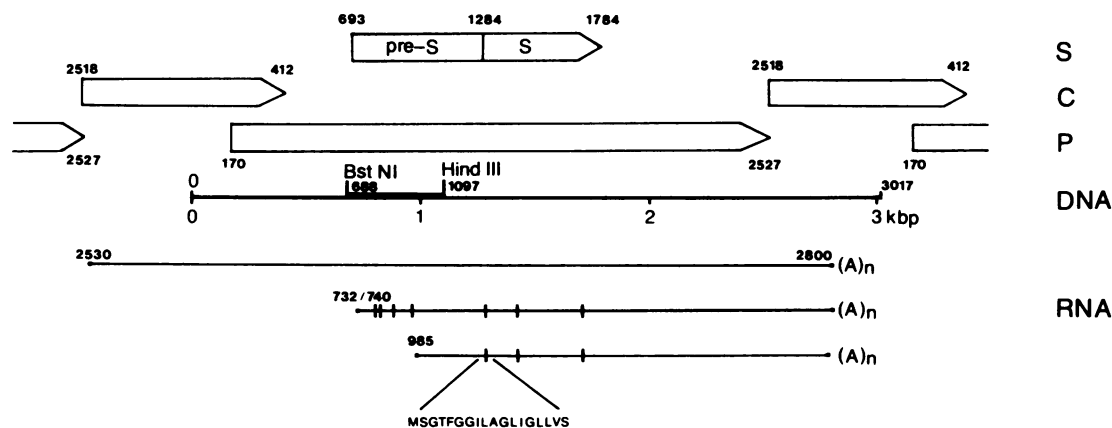 693 1284 1784
pre-S S S
2518 412 2518 412
C
P
2527 170 2527 170
Bst NI Hind III
0 688 1097 3017
DNA
0 1 2 3 kbp
2530 2800 (A)n
732/740 (A)n RNA
985 (A)n
MSGTFGGILAGLIGLLVS